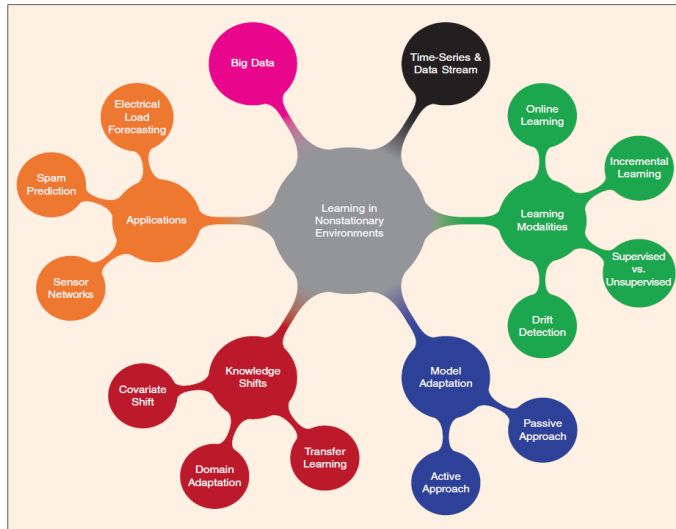 Big Data
Time-Series &
Data Stream
Electrical
Load
Forecasting
Online
Learning
Spam
Prediction
Incremental
Learning
Applications
Learning in
Nonstationary
Environments
Learning
Modalities
Sensor
Networks
Supervised
vs.
Unsupervised
Drift
Detection
Knowledge
Shifts
Model
Adaptation
Covariate
Shift
Passive
Approach
Transfer
Learning
Domain
Adaptation
Active
Approach